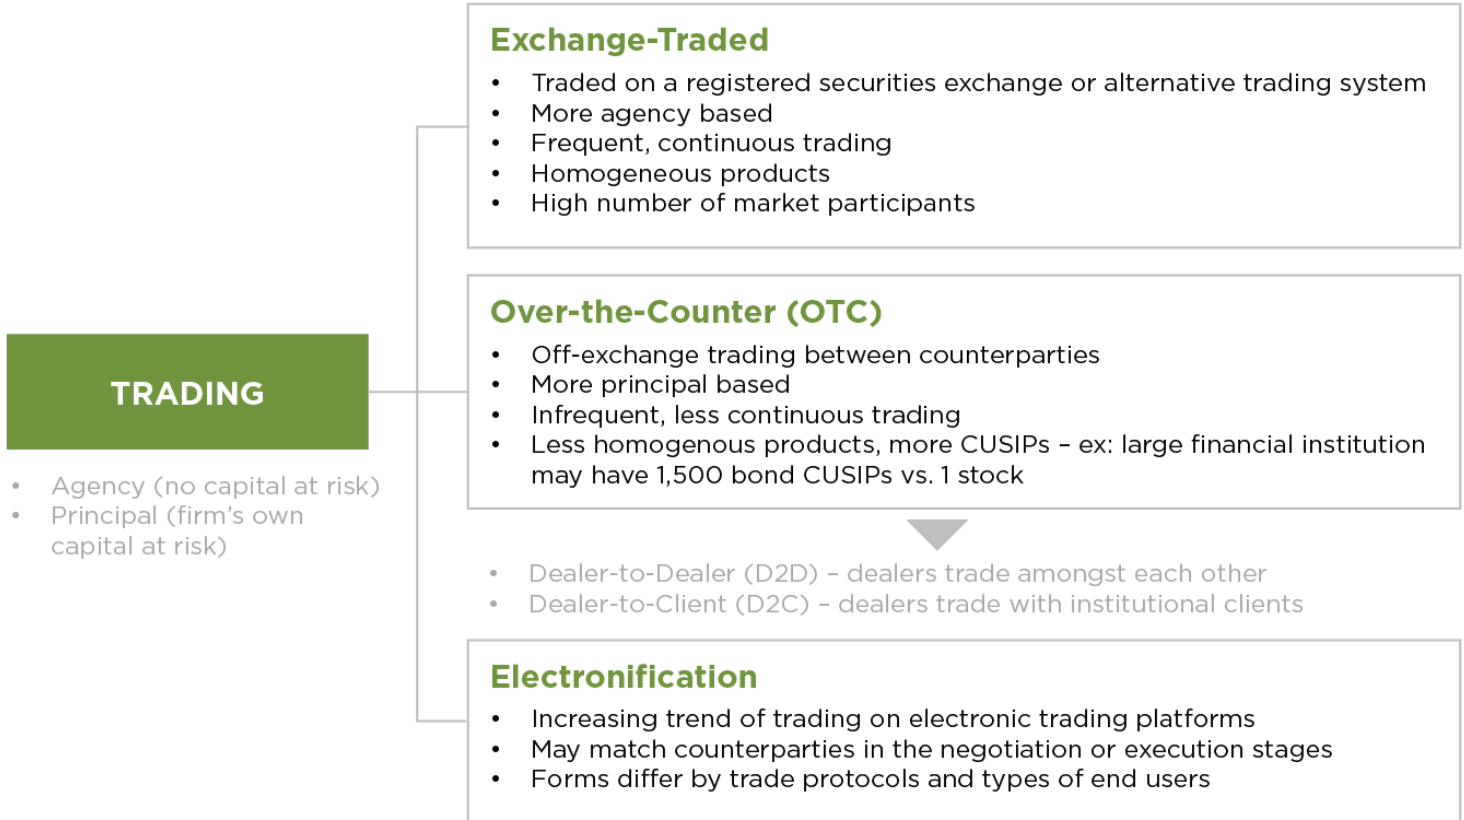 Exchange-Traded
• Traded on a registered securities exchange or alternative trading system
• More agency based
• Frequent, continuous trading
• Homogeneous products
• High number of market participants
Over-the-Counter (OTC)
• Off-exchange trading between counterparties
• More principal based
• Infrequent, less continuous trading
• Less homogenous products, more CUSIPs – ex: large financial institution
may have 1,500 bond CUSIPs vs. 1 stock
TRADING
• Agency (no capital at risk)
• Principal (firm’s own
capital at risk)
• Dealer-to-Dealer (D2D) – dealers trade amongst each other
• Dealer-to-Client (D2C) – dealers trade with institutional clients
Electronification
• Increasing trend of trading on electronic trading platforms
• May match counterparties in the negotiation or execution stages
• Forms differ by trade protocols and types of end users